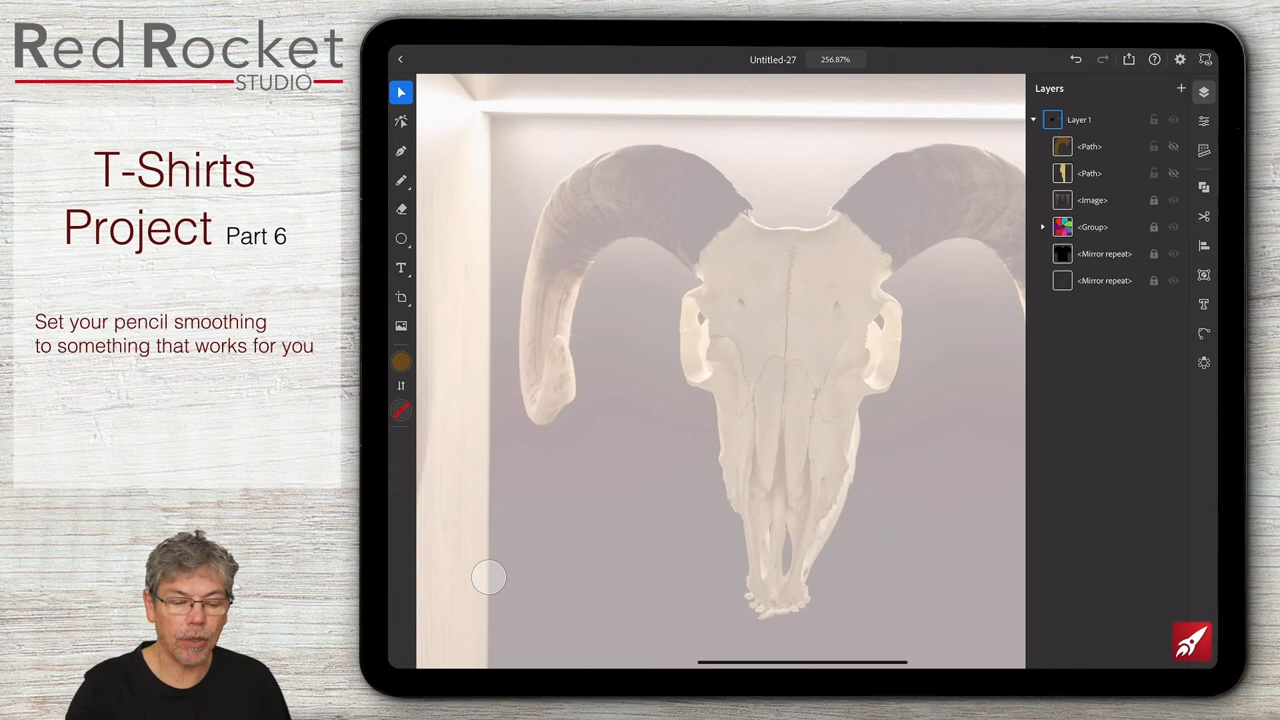 Red Rocket
STUDIO
T-Shirts
Project Part 6
Set your pencil smoothing
to something that works for you
Untitled-27
256.87%
Layers
Layer 1
<Path>
<Path>
<Image>
<Group>
<Mirror repeat>
<Mirror repeat>